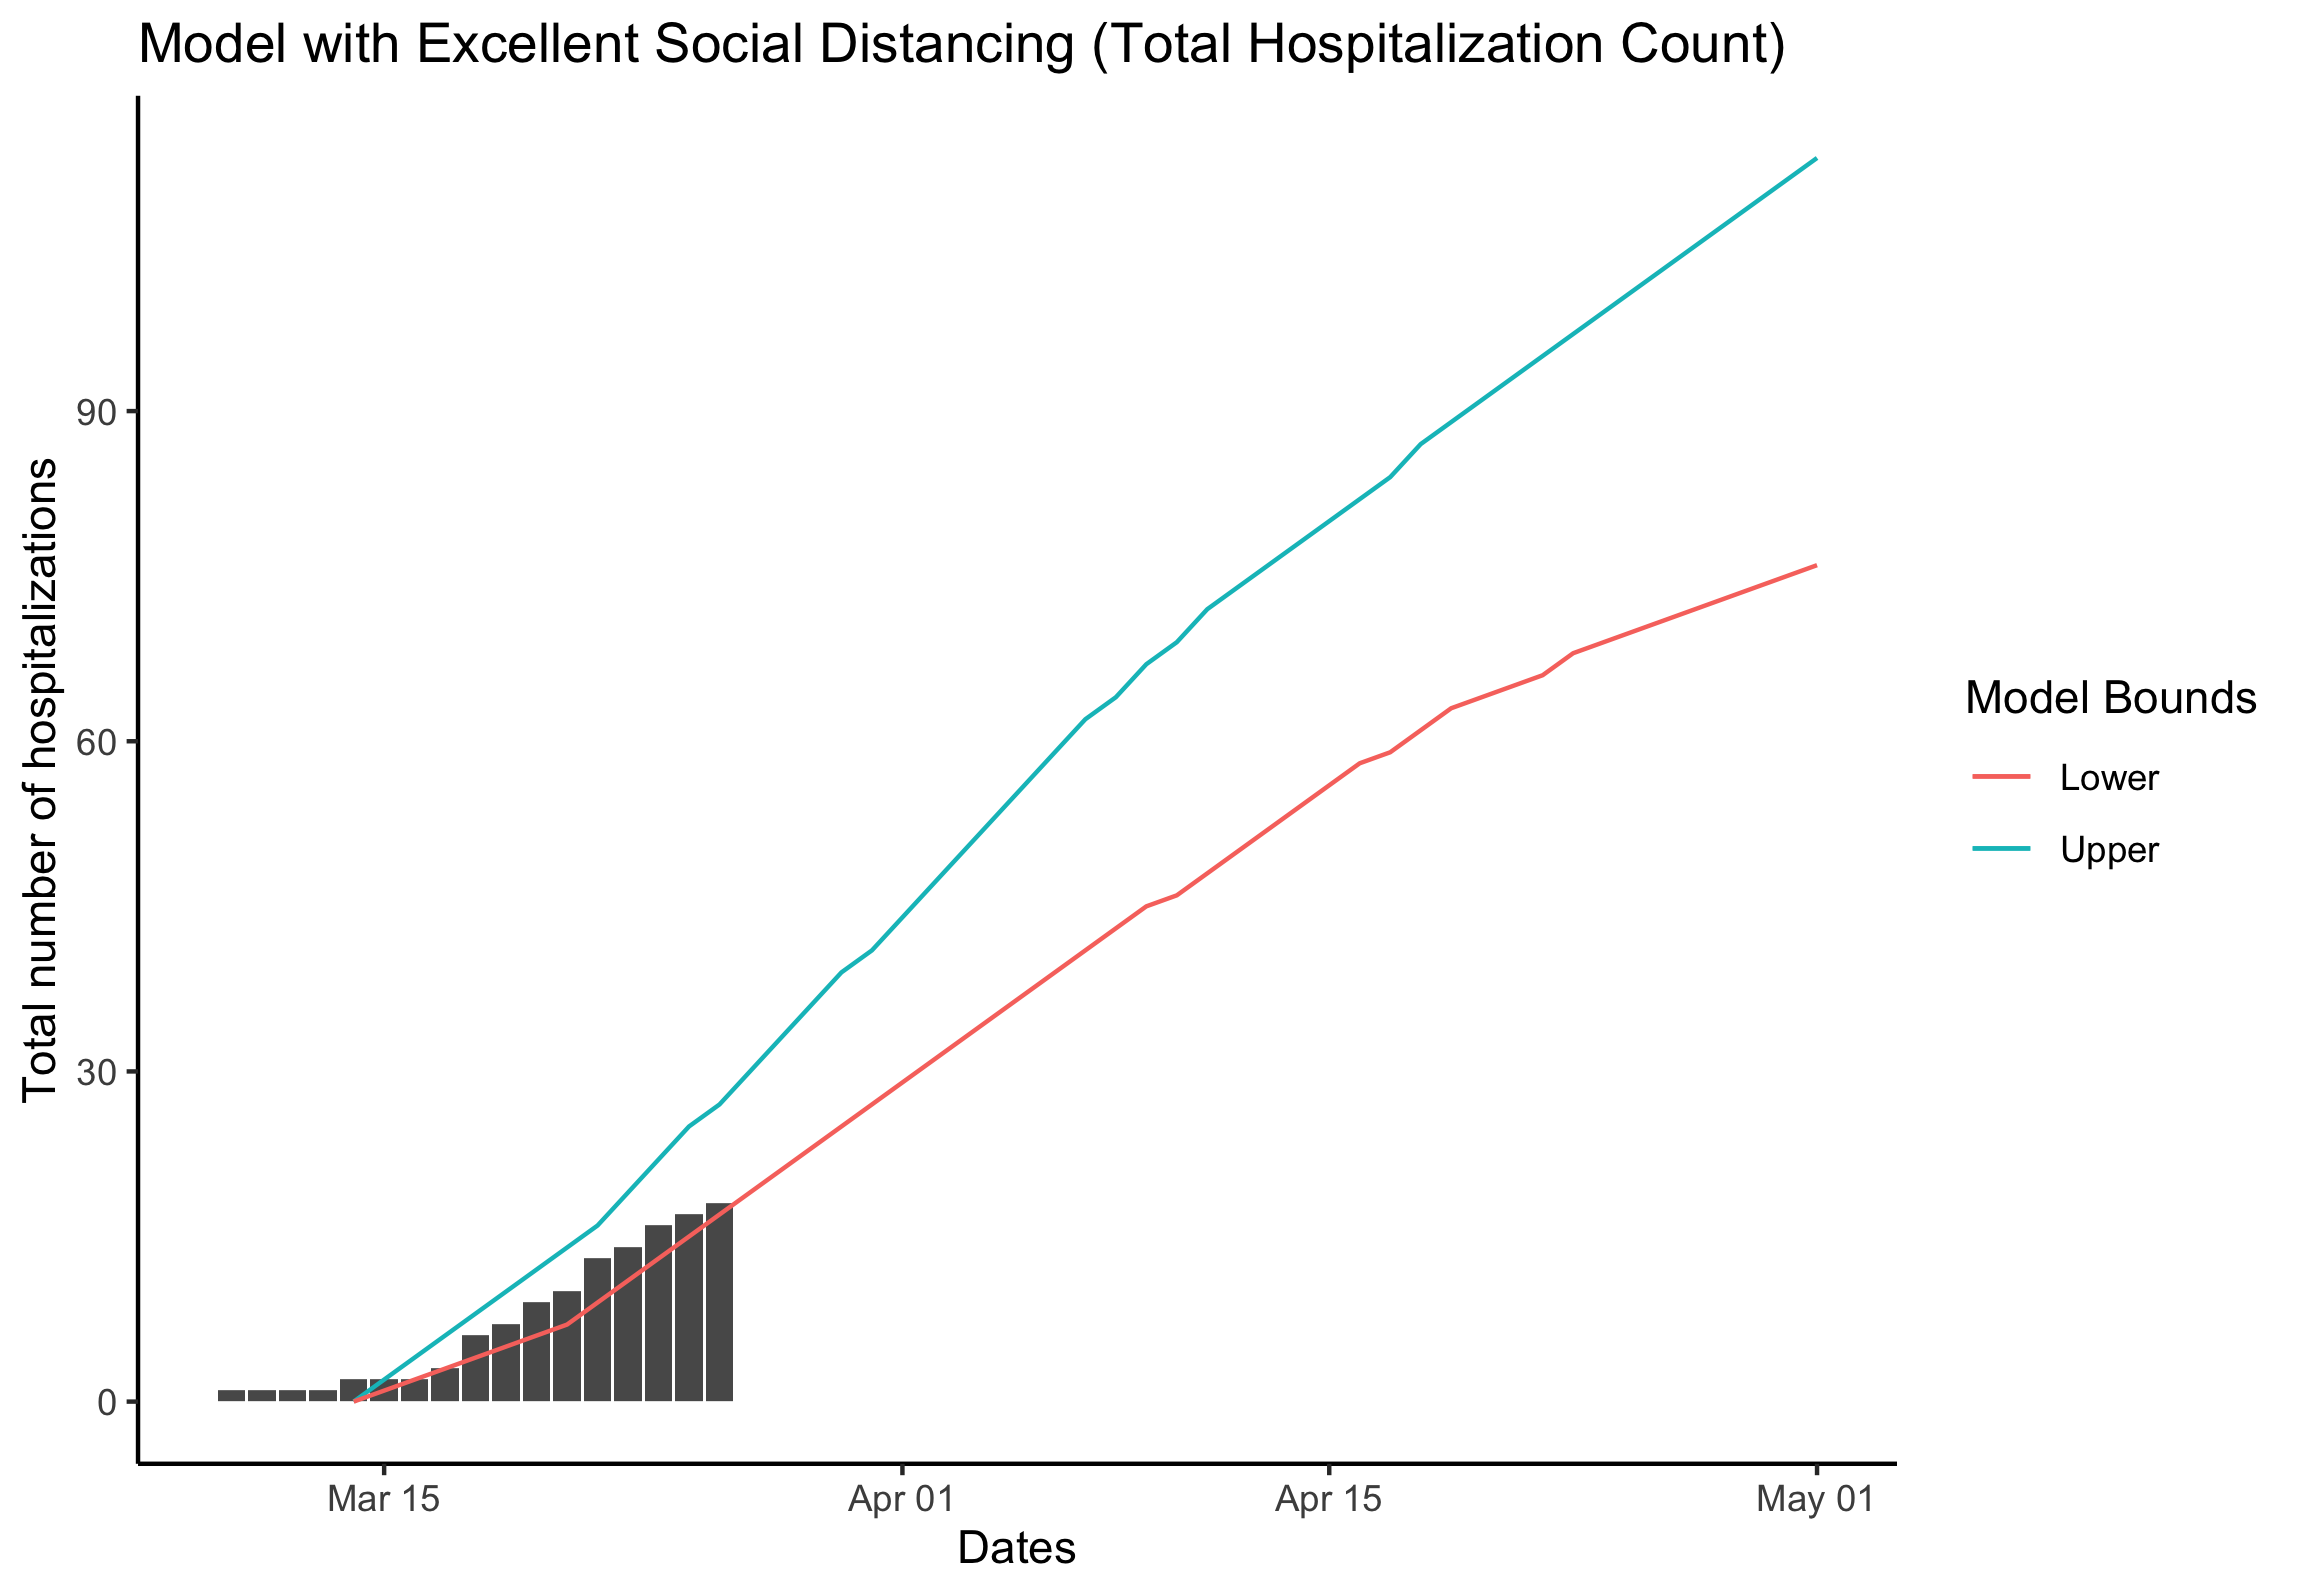 Model with Excellent Social Distancing (Total Hospitalization Count)
Total number of hospitalizations
90
60
30
0
Mar 15
Apr 01
Apr 15
May 01
Dates
Model Bounds
Lower
Upper